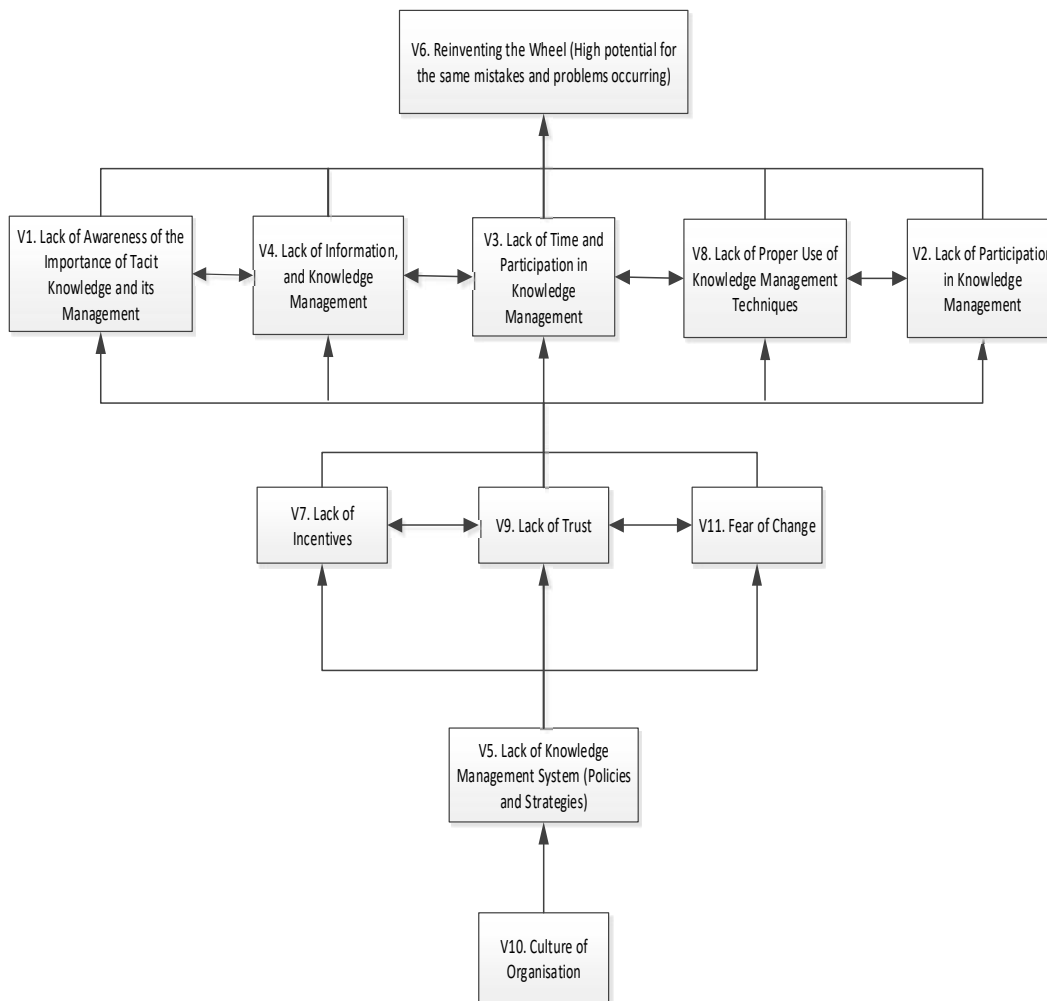 V6. Reinventing the Wheel (High potential for
the same mistakes and problems occurring)
V1. Lack of Awareness of the
Importance of Tacit
Knowledge and its
Management
V4. Lack of Information,
and Knowledge
Management
V3. Lack of Time and
Participation in
Knowledge
Management
V8. Lack of Proper Use of
Knowledge Management
Techniques
V2. Lack of Participation
in Knowledge
Management
V7. Lack of
Incentives
V9. Lack of Trust
V11. Fear of Change
V5. Lack of Knowledge
Management System (Policies
and Strategies)
V10. Culture of
Organisation